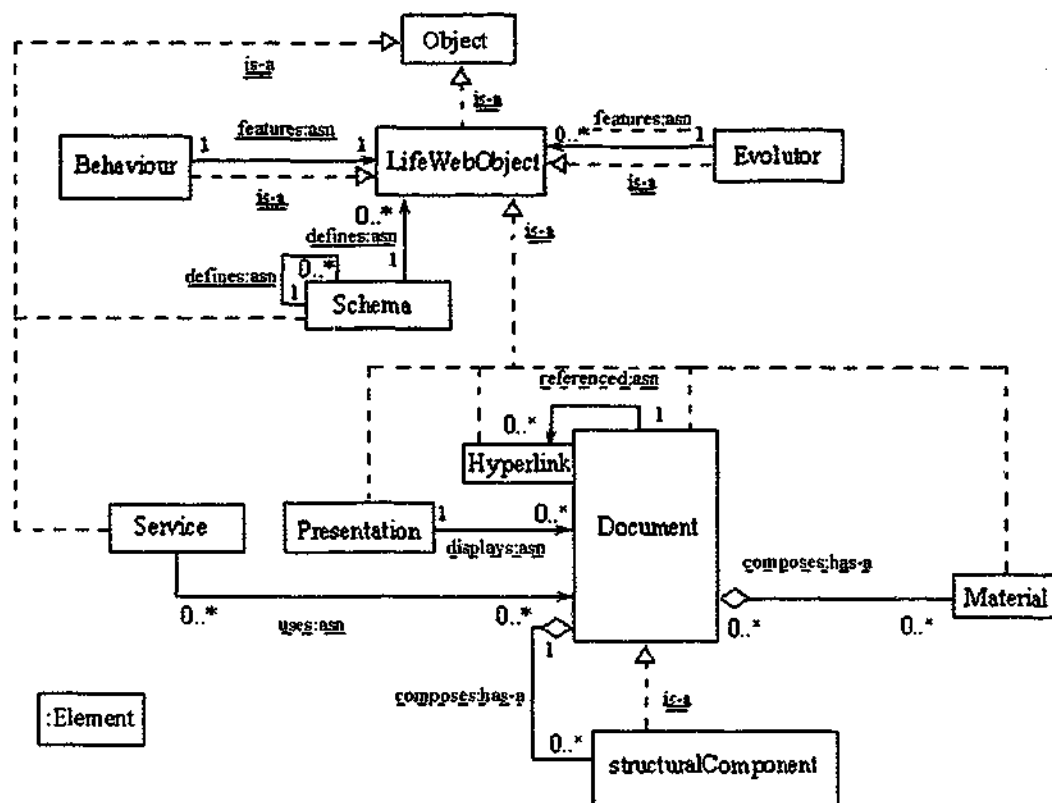 Object
is-a
is-a
features:asn
1
1
Behaviour
LifeWebObject
is-a
0..*
features:asn
1
Evolutor
is-a
0..*
defines:asn
1
is-a
defines:asn
0..*
1
Schema
referenced:asn
0..*
1
Hyperlink
Service
Presentation
1
0..*
displays:asn
Document
composes:has-a
Material
0..*
0..*
0..*
uses:asn
0..*
1
composes:has-a
is-a
:Element
0..*
structuralComponent